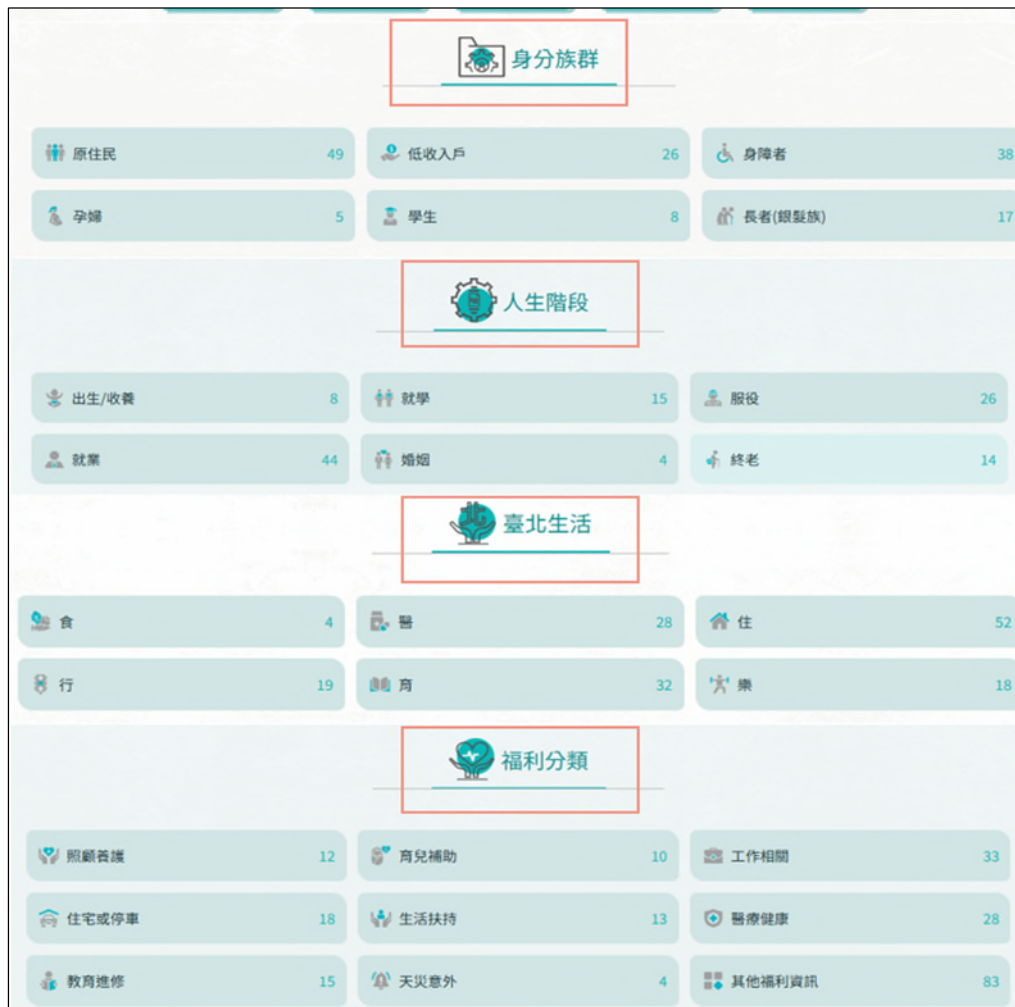 身分族群
原住民 49 低收入戶 26 身障者 38
孕婦 5 學生 8 長者(銀髮族) 17
人生階段
出生/收養 8 就學 15 服役 26
就業 44 婚姻 4 終老 14
臺北生活
食 4 醫 28 住 52
行 19 育 32 樂 18
福利分類
照顧養護 12 育兒補助 10 工作相關 33
住宅或停車 18 生活扶持 13 醫療健康 28
教育進修 15 天災意外 4 其他福利資訊 83